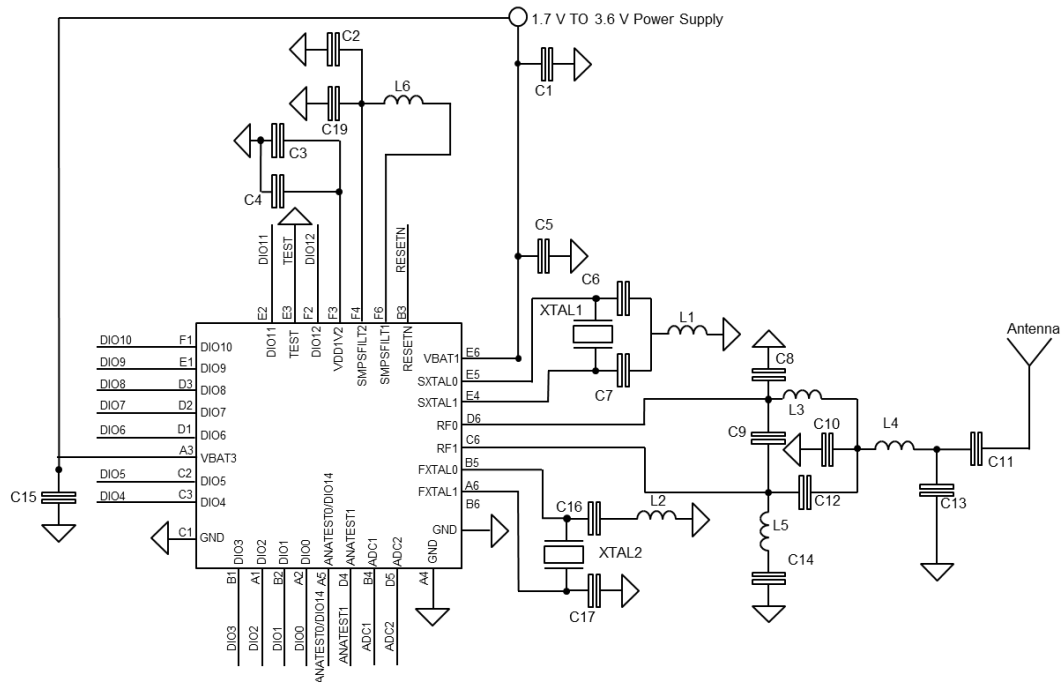 1.7 V TO 3.6 V Power Supply
C2
C1
L6
C19
C3
C4
C5
DIO11
TEST
DIO12
RESETN
C6
XTAL1
L1
C7
E2
E3
F2
F3
F4
F6
B3
DIO11
TEST
DIO12
VDD1V2
SMPSFILT2
SMPSFILT1
RESETN
Antenna
DIO10 F1 DIO10
DIO9 E1 DIO9
DIO8 D3 DIO8
DIO7 D2 DIO7
DIO6 D1 DIO6
A3 VBAT3
DIO5 C2 DIO5
DIO4 C3 DIO4
C1 GND
C15
VBAT1 E6
SXTAL0 E5
SXTAL1 E4
RF0 D6
RF1 C6
FXTAL0 B5
FXTAL1 A6
B6
GND
C8
L3
C9
C10
L4
C11
C12
C13
L5
C14
C16
L2
XTAL2
C17
DIO3
DIO2
DIO1
DIO0
ANATEST0/DIO14
ANATEST1
ADC1
ADC2
GND
B1
A1
B2
A2
A5
D4
B4
D5
A4
DIO3
DIO2
DIO1
DIO0
ANATEST0/DIO14
ANATEST1
ADC1
ADC2